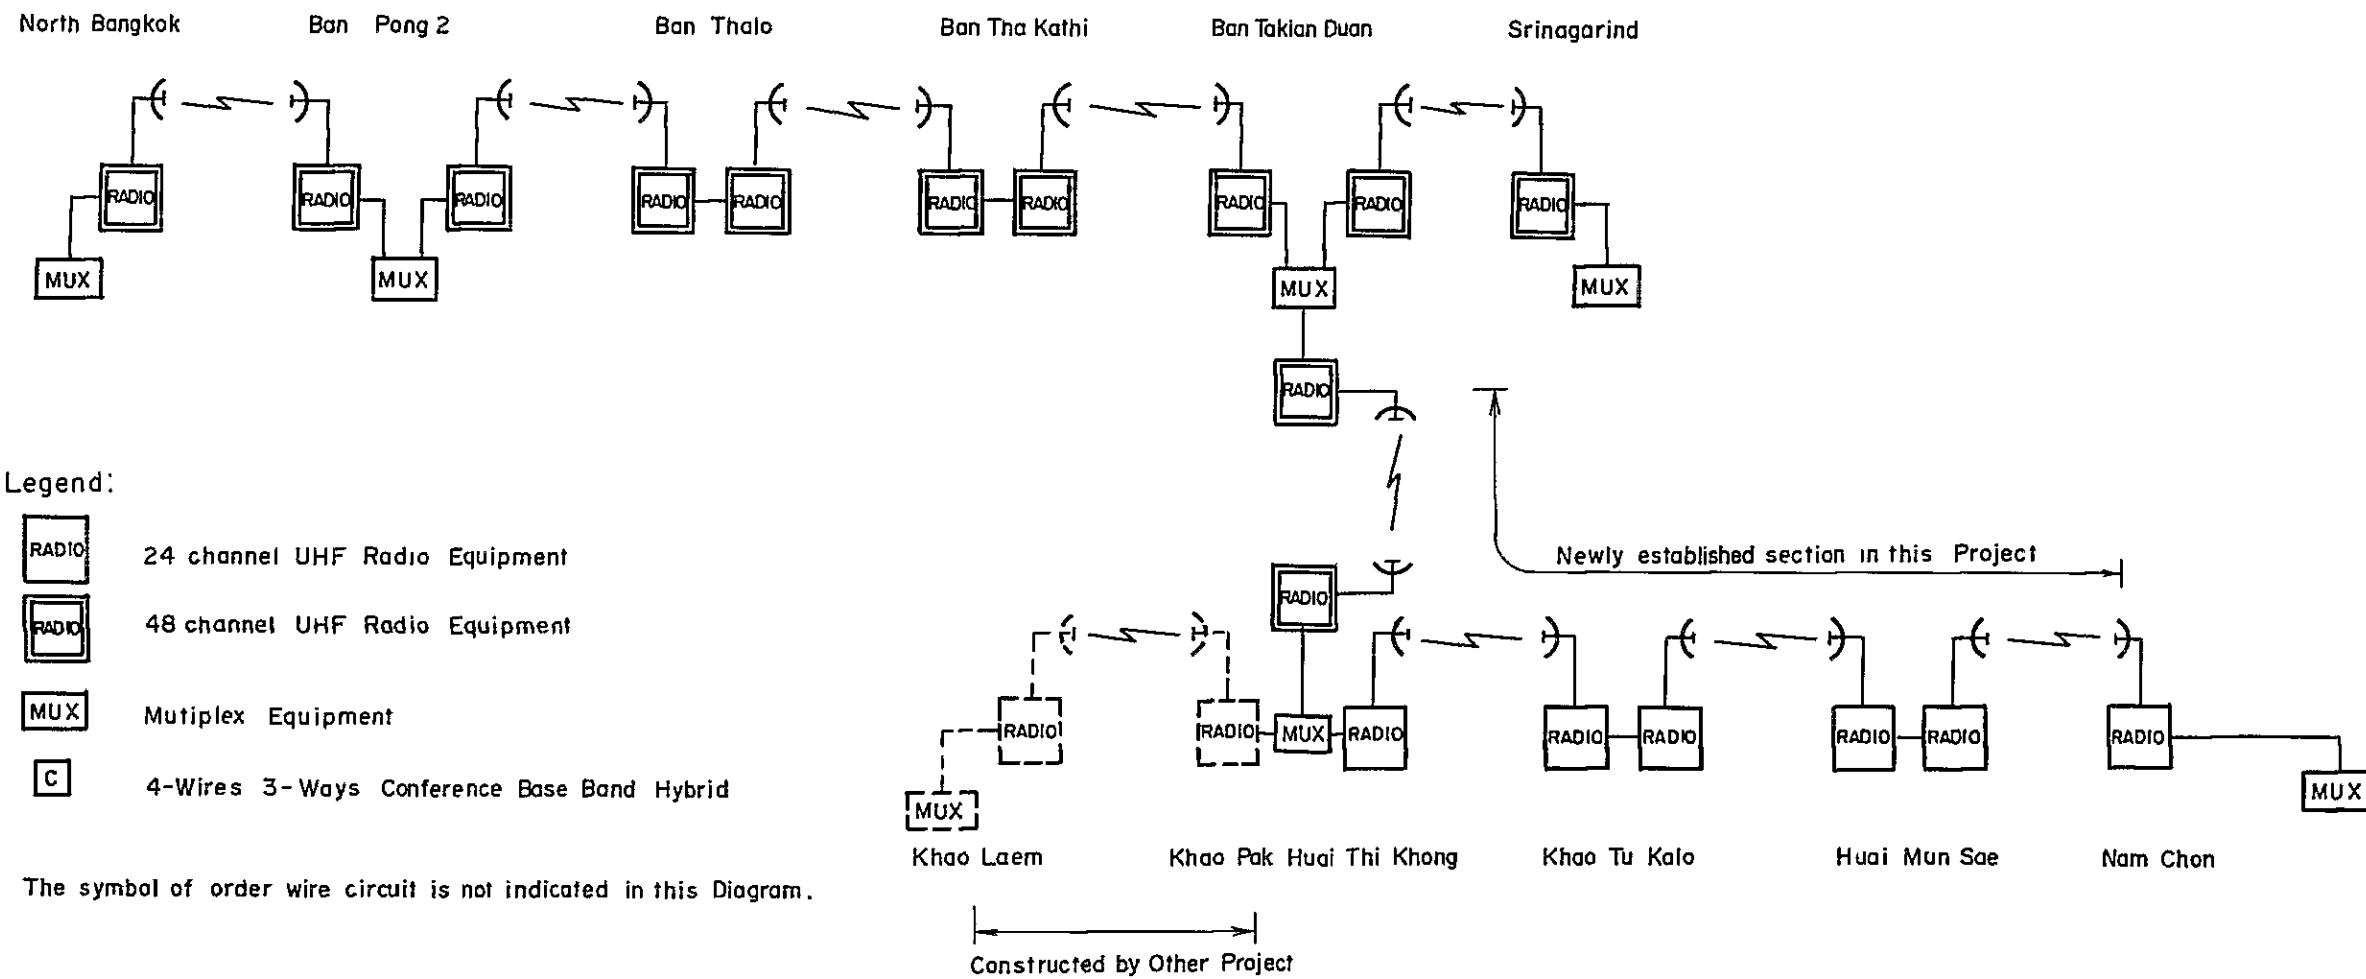 North Bangkok Ban Pong 2 Ban Thalo Ban Tha Kathi Ban Takian Duan Srinagarind
RADIO RADIO RADIO RADIO RADIO RADIO RADIO RADIO RADIO RADIO
MUX MUX MUX MUX
RADIO
Legend:
RADIO 24 channel UHF Radio Equipment
Newly established section in this Project
RADIO
RADIO 48 channel UHF Radio Equipment
MUX Mutiplex Equipment
RADIO RADIO MUX RADIO RADIO RADIO RADIO RADIO RADIO
C 4-Wires 3-Ways Conference Base Band Hybrid
MUX MUX
Khao Laem Khao Pak Huai Thi Khong Khao Tu Kalo Huai Mun Sae Nam Chon
The symbol of order wire circuit is not indicated in this Diagram.
Constructed by Other Project